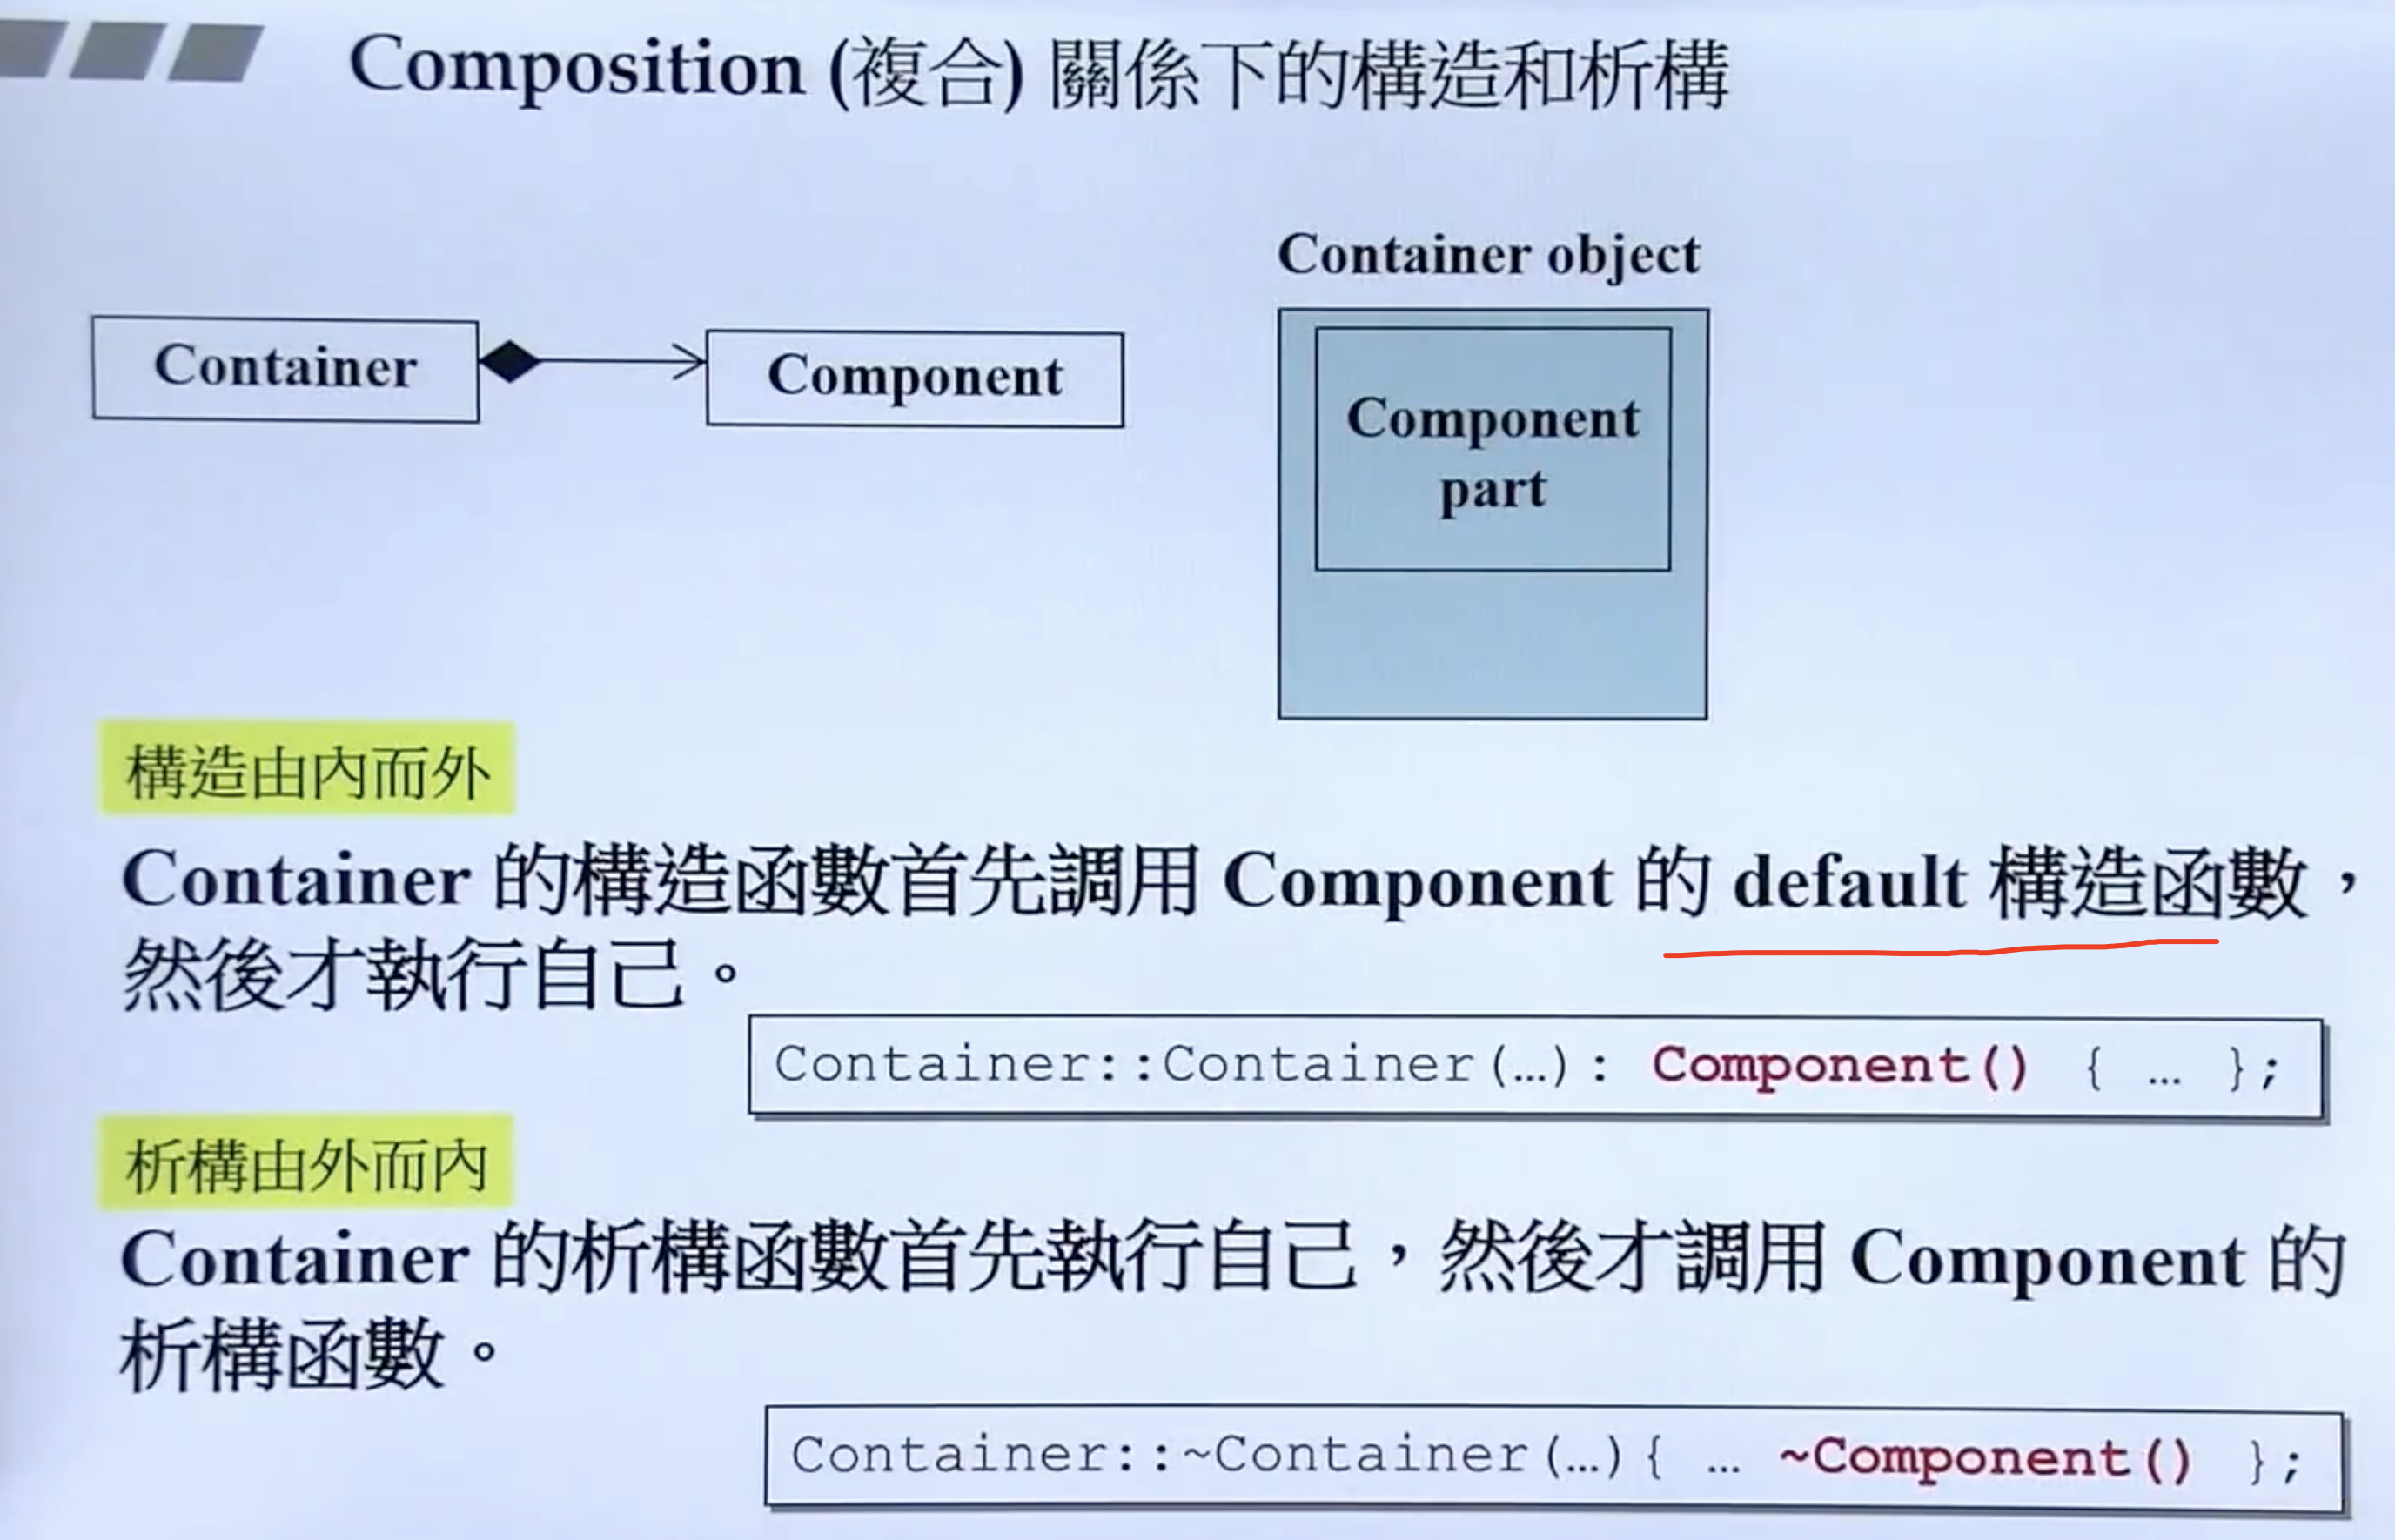 Composition (複合) 關係下的構造和析構
Container object
Container
Component
Component
part
構造由內而外
Container 的構造函數首先調用 Component 的 default 構造函數，
然後才執行自己。
Container::Container(…): Component() { … };
析構由外而內
Container 的析構函數首先執行自己，然後才調用 Component 的
析構函數。
Container::~Container(…){ … ~Component() };